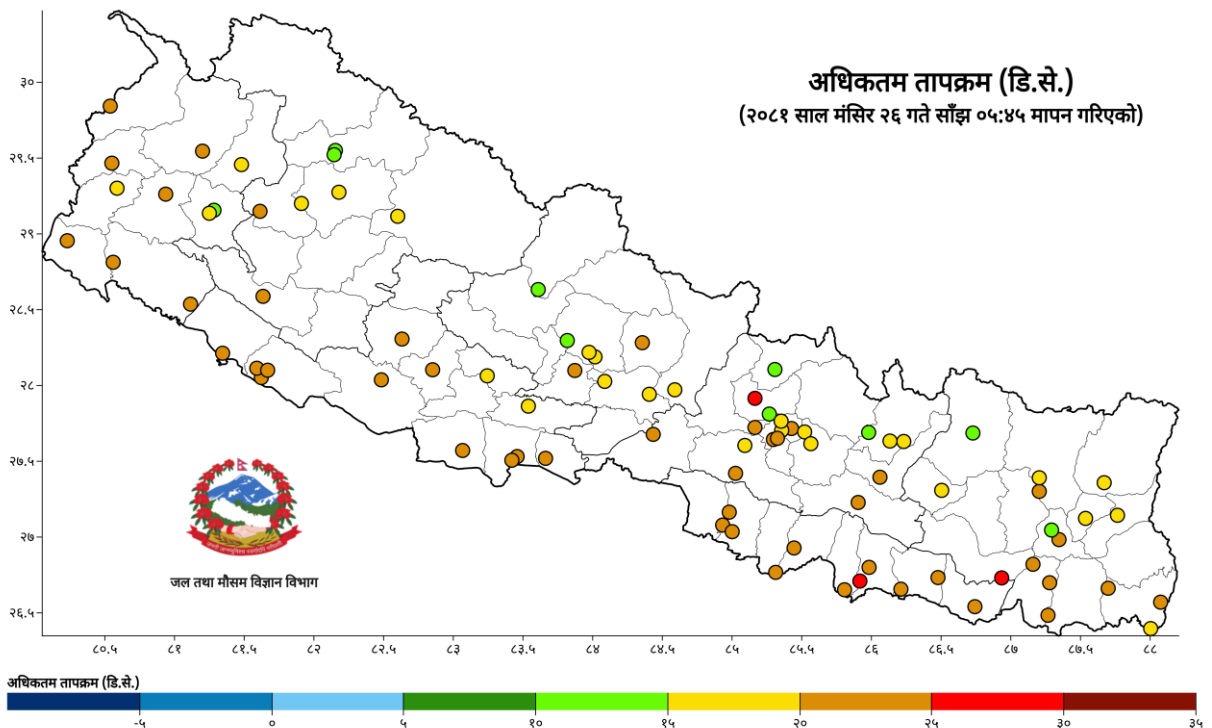 अधिकतम तापक्रम (डि.से.)
(२०८१ साल मंसिर २६ गते साँझ ०५:४५ मापन गरिएको)
३०
२९.५
२९
२८.५
२८
२७.५
२७
२६.५
जल तथा मौसम विज्ञान विभाग
८०.५ ८१ ८१.५ ८२ ८२.५ ८३ ८३.५ ८४ ८४.५ ८५ ८५.५ ८६ ८६.५ ८७ ८७.५ ८८
अधिकतम तापक्रम (डि.से.)
-५ ० ५ १० १५ २० २५ ३० ३५